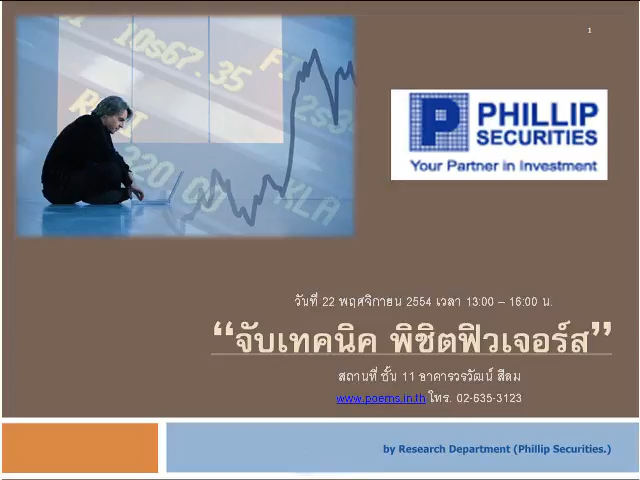 1
10s67.35
PHILLIP
SECURITIES
Your Partner in Investment
KLA
วันที่ 22 พฤศจิกายน 2554 เวลา 13:00 – 16:00 น.
“จับเทคนิค พิชิตฟิวเจอร์ส”
สถานที่ ชั้น 11 อาคารวรวัฒน์ สีลม
www.poems.in.th โทร. 02-635-3123
by Research Department (Phillip Securities.)